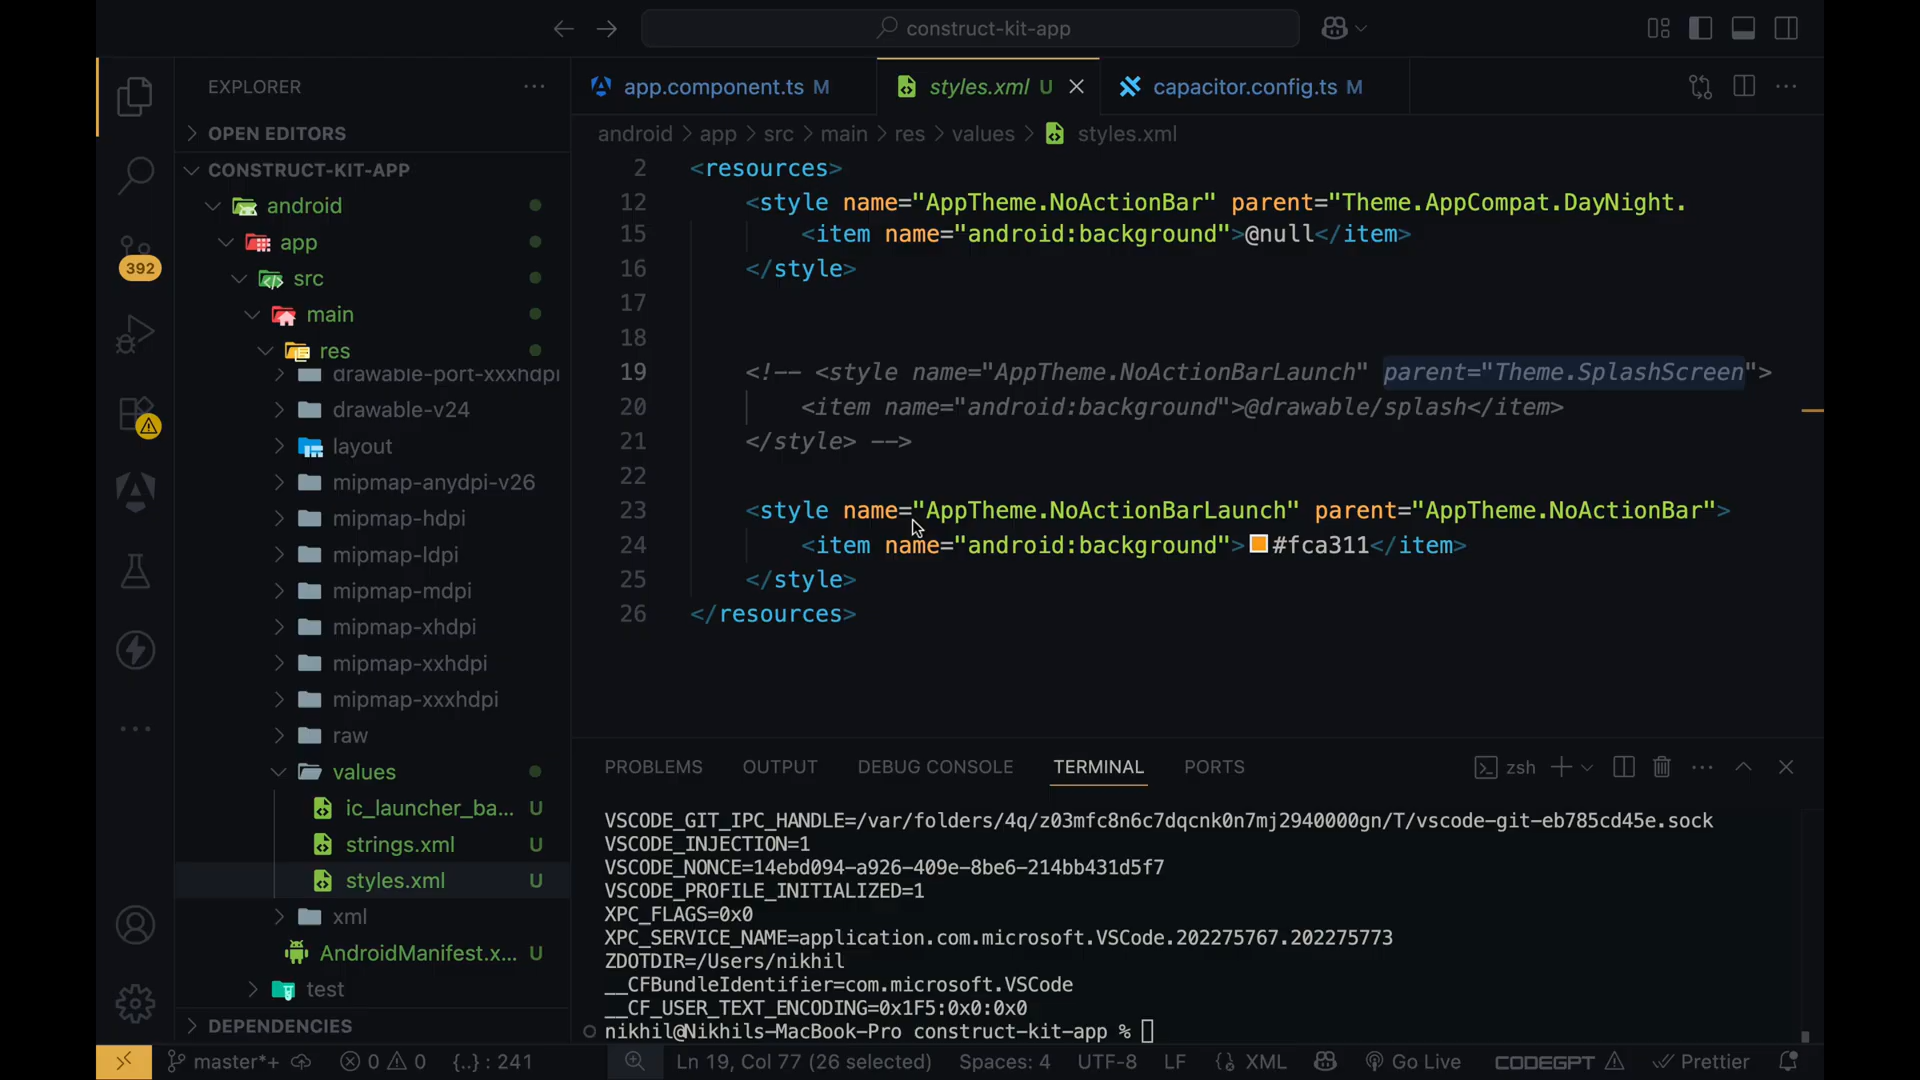 construct-kit-app
EXPLORER
OPEN EDITORS
CONSTRUCT-KIT-APP
android
app
src
main
res
drawable-port-xxxhdpi
drawable-v24
layout
mipmap-anydpi-v26
mipmap-hdpi
mipmap-ldpi
mipmap-mdpi
mipmap-xhdpi
mipmap-xxhdpi
mipmap-xxxhdpi
raw
values
ic_launcher_ba... U
strings.xml U
styles.xml U
xml
AndroidManifest.x... U
test
DEPENDENCIES
392
app.component.ts M
styles.xml U
capacitor.config.ts M
android > app > src > main > res > values > styles.xml
2 <resources>
12 <style name="AppTheme.NoActionBar" parent="Theme.AppCompat.DayNight.
15 <item name="android:background">@null</item>
16 </style>
17
18
19 <!-- <style name="AppTheme.NoActionBarLaunch" parent="Theme.SplashScreen">
20 <item name="android:background">@drawable/splash</item>
21 </style> -->
22
23 <style name="AppTheme.NoActionBarLaunch" parent="AppTheme.NoActionBar">
24 <item name="android:background">#fca311</item>
25 </style>
26 </resources>
PROBLEMS OUTPUT DEBUG CONSOLE TERMINAL PORTS
zsh
VSCODE_GIT_IPC_HANDLE=/var/folders/4q/z03mfc8n6c7dqcnk0n7mj2940000gn/T/vscode-git-eb785cd45e.sock
VSCODE_INJECTION=1
VSCODE_NONCE=14ebd094-a926-409e-8be6-214bb431d5f7
VSCODE_PROFILE_INITIALIZED=1
XPC_FLAGS=0x0
XPC_SERVICE_NAME=application.com.microsoft.VSCode.202275767.202275773
ZDOTDIR=/Users/nikhil
__CFBundleIdentifier=com.microsoft.VSCode
__CF_USER_TEXT_ENCODING=0x1F5:0x0:0x0
nikhil@Nikhils-MacBook-Pro construct-kit-app %
master*+ 0 0 {..} : 241 Ln 19, Col 77 (26 selected) Spaces: 4 UTF-8 LF {} XML Go Live CODEGPT Prettier